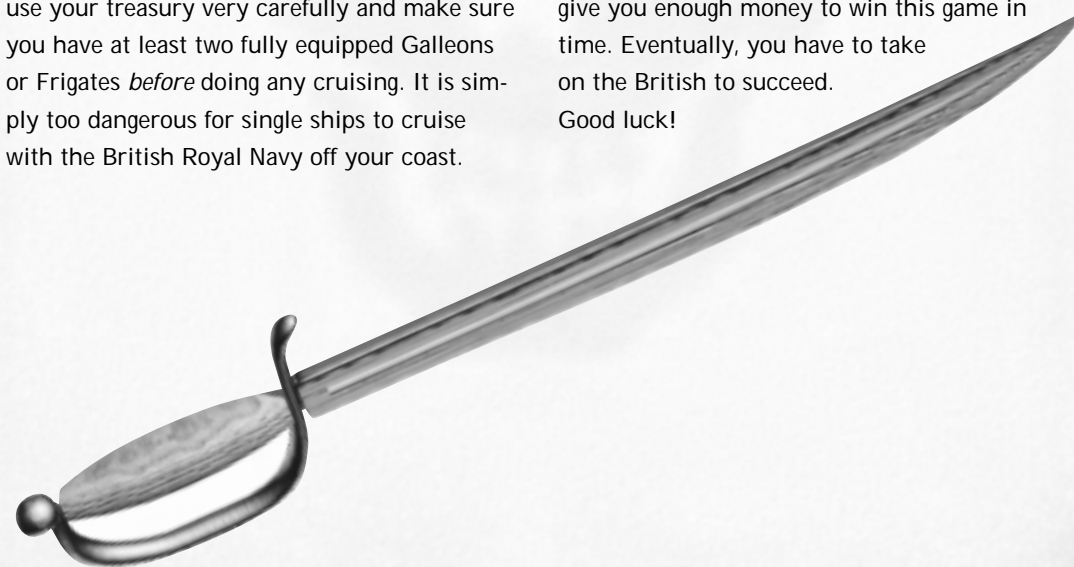 use your treasury very carefully and make sure
you have at least two fully equipped Galleons
or Frigates before doing any cruising. It is sim-
ply too dangerous for single ships to cruise
with the British Royal Navy off your coast.
give you enough money to win this game in
time. Eventually, you have to take
on the British to succeed.
Good luck!